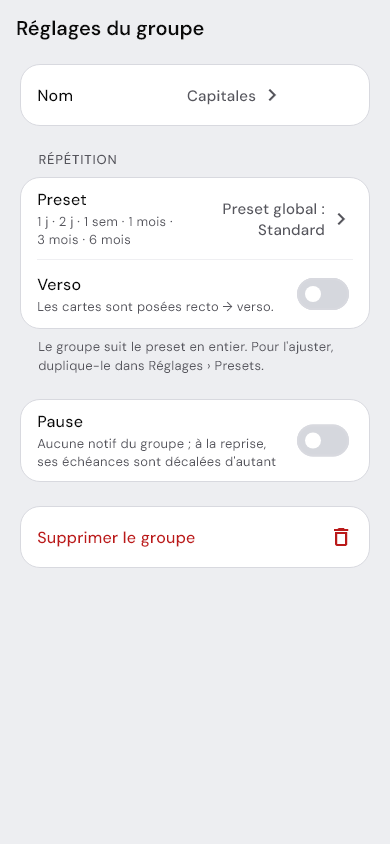 Réglages du groupe
Nom
Capitales
RÉPÉTITION
Preset
1 j · 2 j · 1 sem · 1 mois ·
3 mois · 6 mois
Preset global :
Standard
Verso
Les cartes sont posées recto → verso.
Le groupe suit le preset en entier. Pour l'ajuster,
duplique-le dans Réglages › Presets.
Pause
Aucune notif du groupe ; à la reprise,
ses échéances sont décalées d'autant
Supprimer le groupe